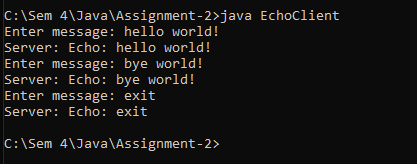 C:\Sem 4\Java\Assignment-2>java EchoClient
Enter message: hello world!
Server: Echo: hello world!
Enter message: bye world!
Server: Echo: bye world!
Enter message: exit
Server: Echo: exit
C:\Sem 4\Java\Assignment-2>